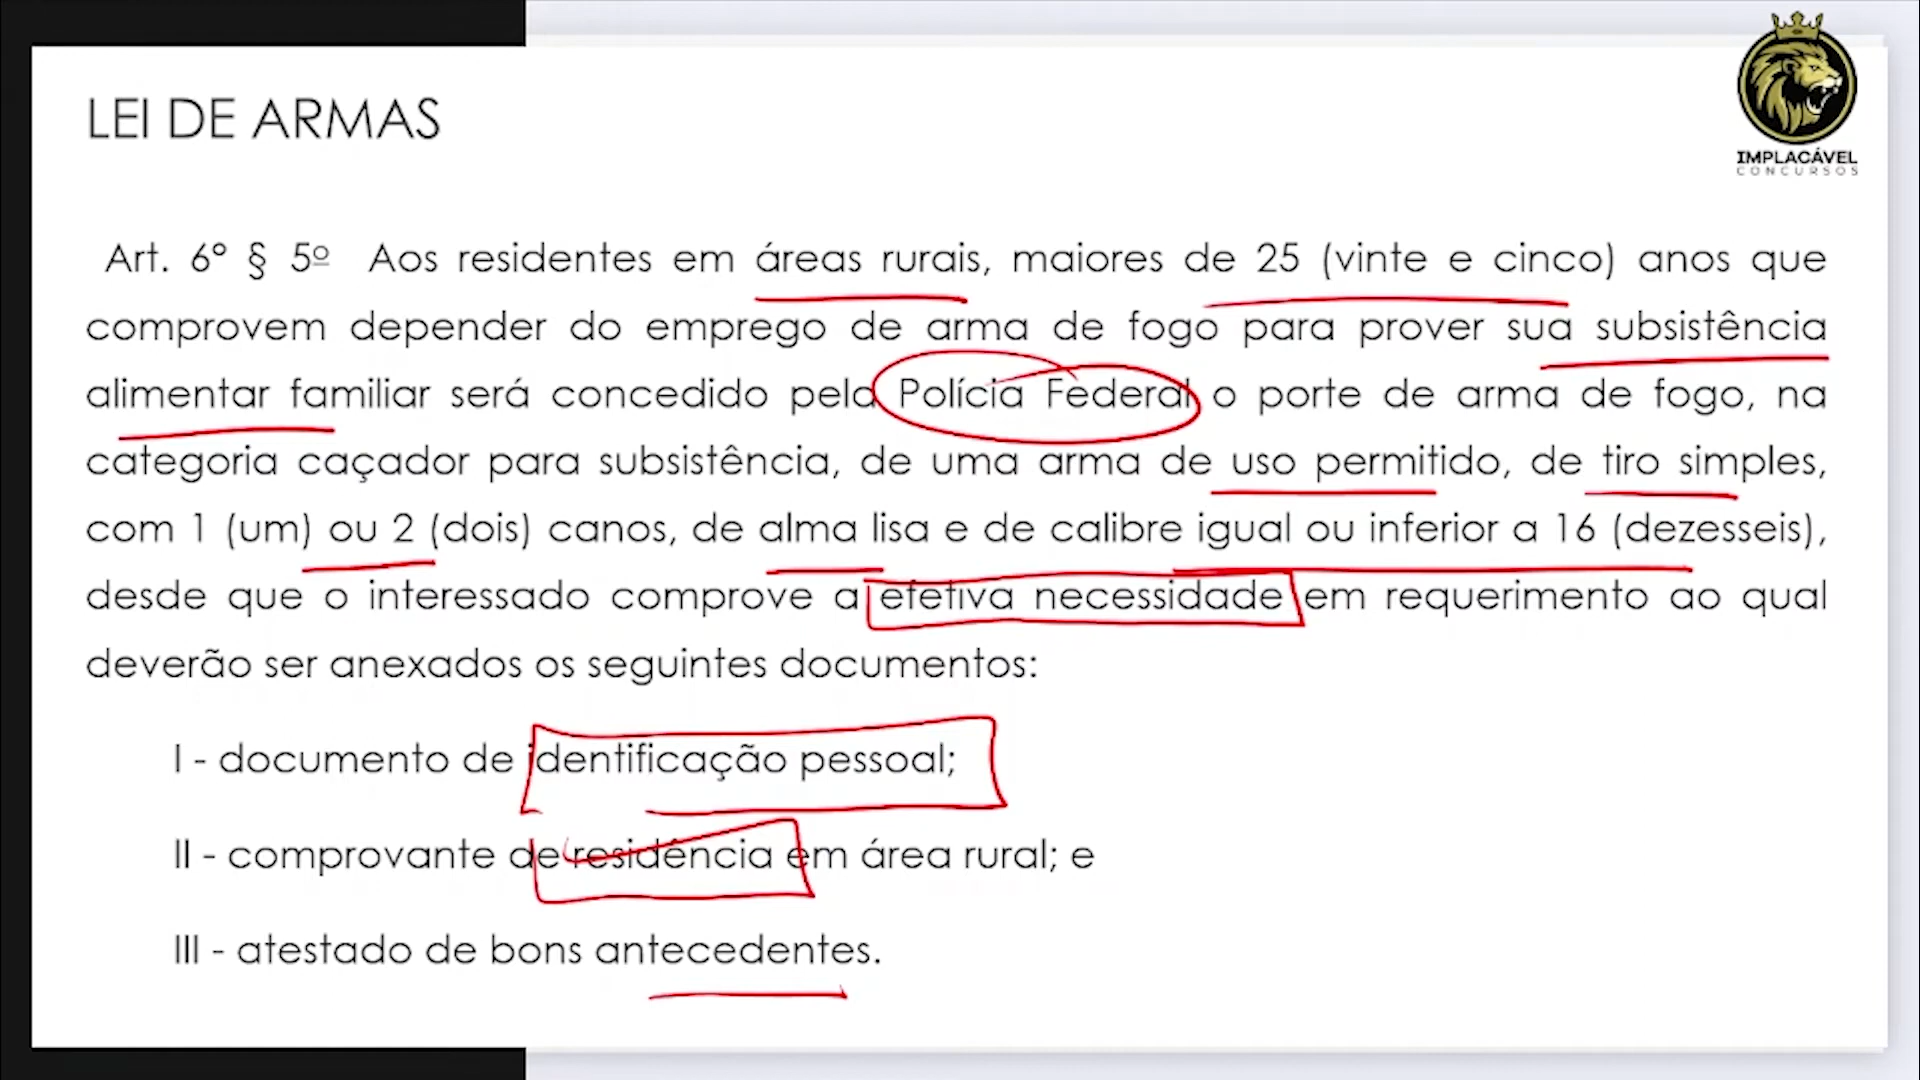 IMPLACÁVEL
CONCURSOS
LEI DE ARMAS
Art. 6° § 5º Aos residentes em áreas rurais, maiores de 25 (vinte e cinco) anos que
comprovem depender do emprego de arma de fogo para prover sua subsistência
alimentar familiar será concedido pela Polícia Federal o porte de arma de fogo, na
categoria caçador para subsistência, de uma arma de uso permitido, de tiro simples,
com 1 (um) ou 2 (dois) canos, de alma lisa e de calibre igual ou inferior a 16 (dezesseis),
desde que o interessado comprove a efetiva necessidade em requerimento ao qual
deverão ser anexados os seguintes documentos:
I - documento de identificação pessoal;
II - comprovante de residência em área rural; e
III - atestado de bons antecedentes.